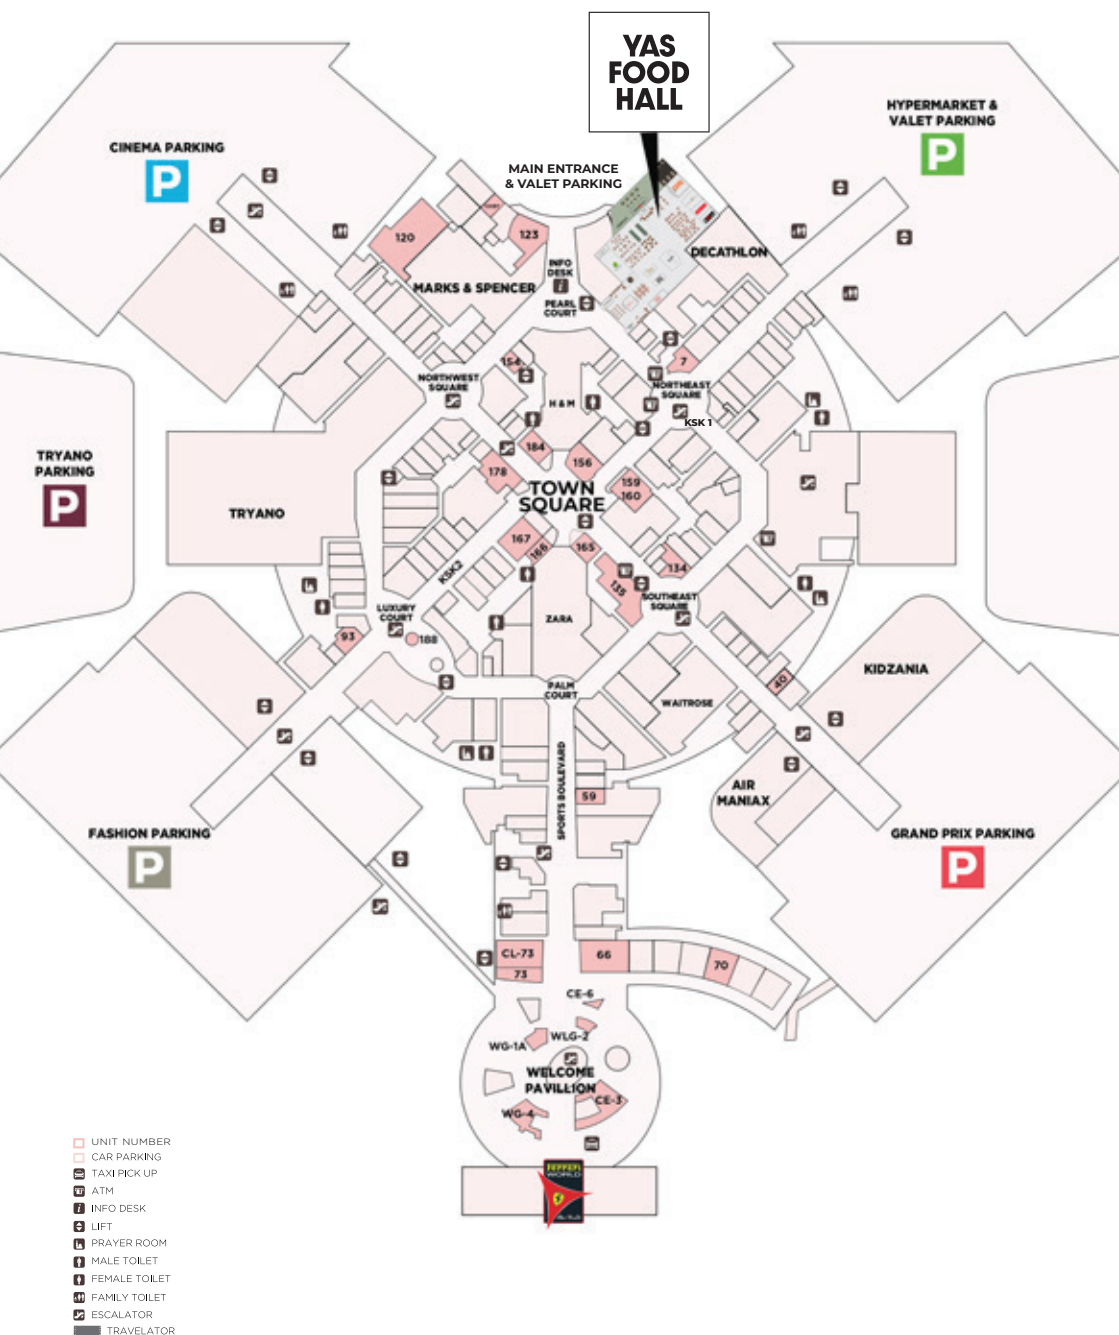 YAS
FOOD
HALL
HYPERMARKET &
VALET PARKING
P
CINEMA PARKING
P
MAIN ENTRANCE
& VALET PARKING
120
123
DECATHLON
INFO
DESK
MARKS & SPENCER
PEARL
COURT
154
7
NORTHWEST
SQUARE
NORTHEAST
SQUARE
H & M
KSK 1
184
156
TRYANO
PARKING
P
178
159
160
TOWN
SQUARE
TRYANO
167
166
165
134
KSK2
135
SOUTHEAST
SQUARE
LUXURY
COURT
ZARA
93
188
KIDZANIA
40
PALM
COURT
WAITROSE
SPORTS BOULEVARD
59
AIR
MANIAX
FASHION PARKING
P
GRAND PRIX PARKING
P
CL-73
73
66
70
CE-6
WLG-2
WG-1A
WELCOME
PAVILLION
CE-3
WG-4
FERRARI
WORLD
UNIT NUMBER
CAR PARKING
TAXI PICK UP
ATM
INFO DESK
LIFT
PRAYER ROOM
MALE TOILET
FEMALE TOILET
FAMILY TOILET
ESCALATOR
TRAVELATOR